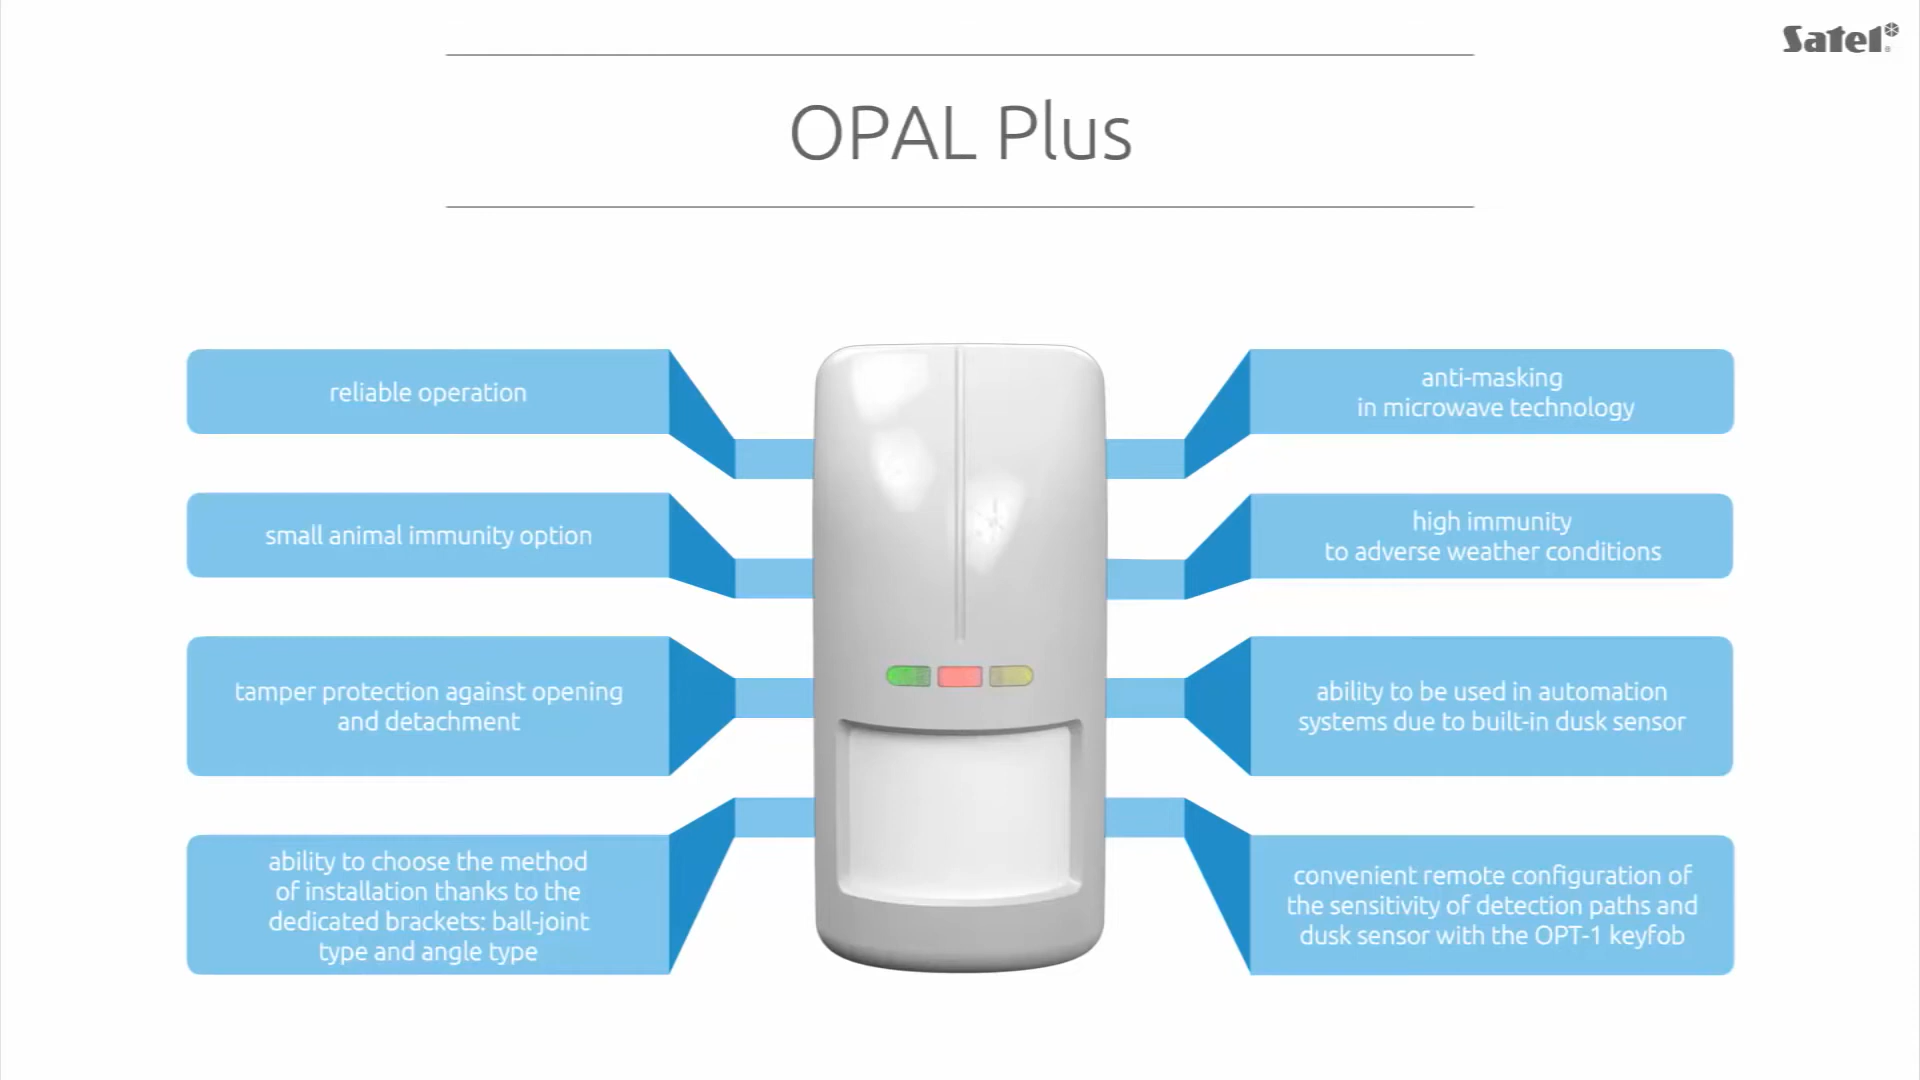 Satel
OPAL Plus
reliable operation
small animal immunity option
tamper protection against opening
and detachment
ability to choose the method
of installation thanks to the
dedicated brackets: ball-joint
type and angle type
anti-masking
in microwave technology
high immunity
to adverse weather conditions
ability to be used in automation
systems due to built-in dusk sensor
convenient remote configuration of
the sensitivity of detection paths and
dusk sensor with the OPT-1 keyfob